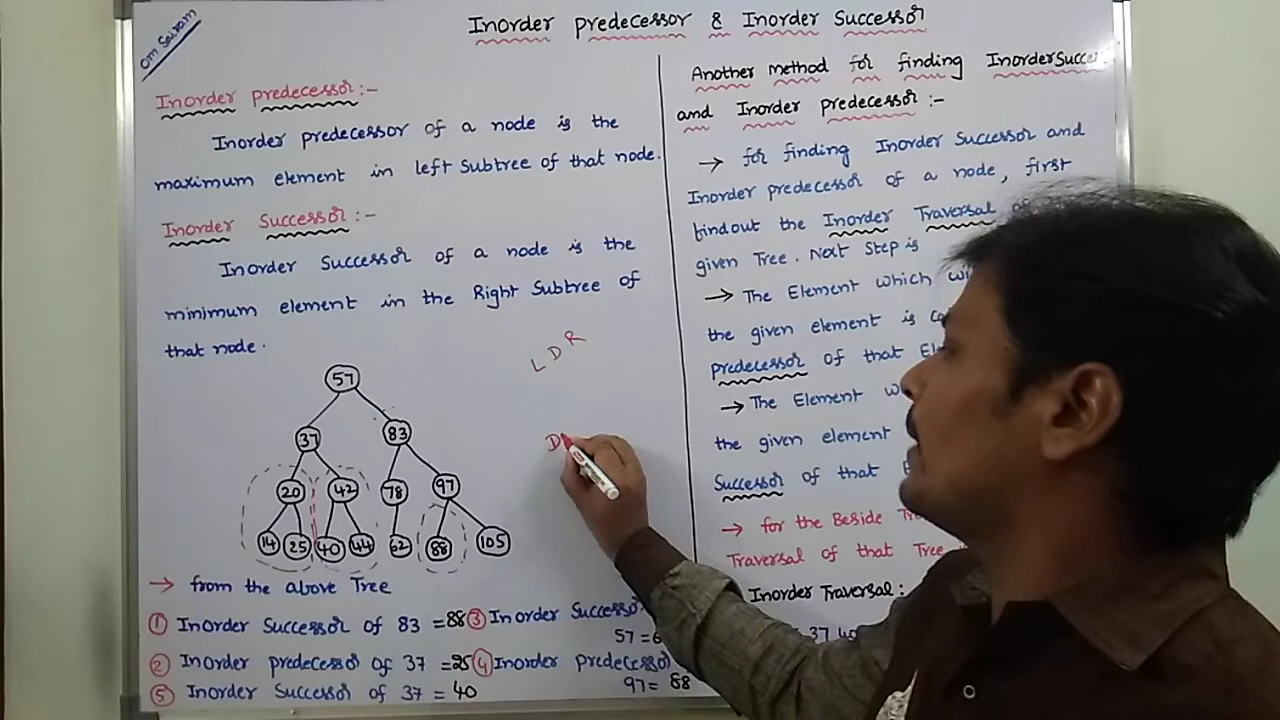 Om Sairam
Inorder predecessor & Inorder Successor
Inorder predecessor :-
Inorder predecessor of a node is the
maximum element in left Subtree of that node.
Inorder Successor :-
Inorder Successor of a node is the
minimum element in the Right Subtree of
that node.
L D R
D
57
37 83
20 42 78 97
14 25 40 44 62 88 105
→ from the above Tree
① Inorder Successor of 83 = 88
② Inorder predecessor of 37 = 25
⑤ Inorder Successor of 37 = 40
③ Inorder Successor
57 = 6
④ Inorder predecessor
97 = 88
Another method for finding Inorder Succe
and Inorder predecessor :-
→ for finding Inorder Successor and
Inorder predecessor of a node, first
findout the Inorder Traversal
given Tree. Next Step is
→ The Element which
the given element is
predecessor of that
→ The Element
the given element
Successor of that
→ for the Beside
Traversal of that Tree
Inorder Traversal :
37 40